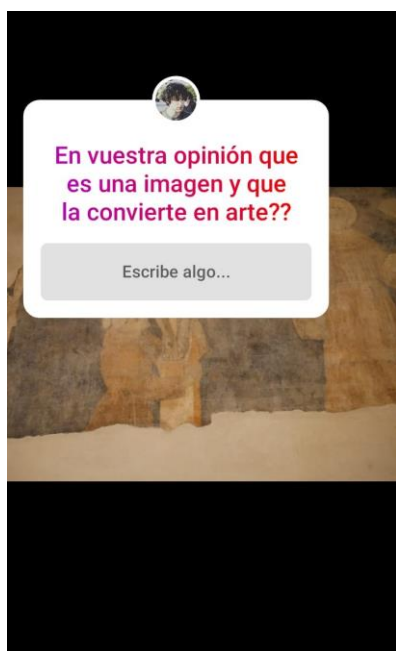 En vuestra opinión que
es una imagen y que
la convierte en arte??
Escribe algo...